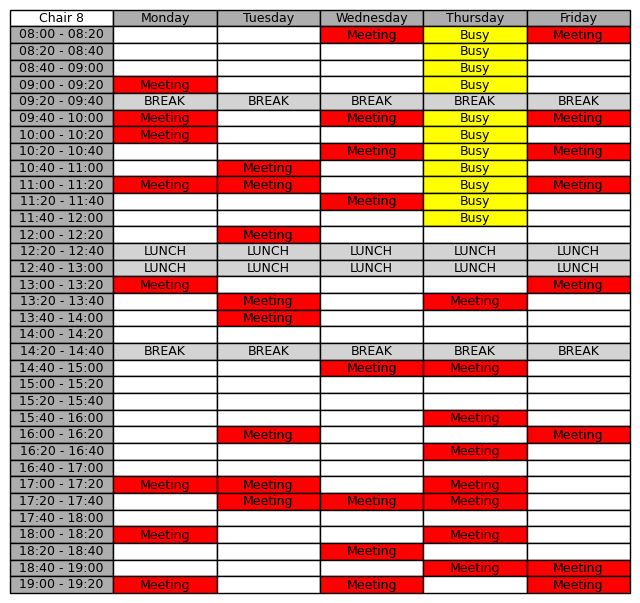 Chair 8 Monday Tuesday Wednesday Thursday Friday
08:00 - 08:20 Meeting Busy Meeting
08:20 - 08:40 Busy
08:40 - 09:00 Busy
09:00 - 09:20 Meeting Busy
09:20 - 09:40 BREAK BREAK BREAK BREAK BREAK
09:40 - 10:00 Meeting Meeting Busy Meeting
10:00 - 10:20 Meeting Busy
10:20 - 10:40 Meeting Busy Meeting
10:40 - 11:00 Meeting Busy
11:00 - 11:20 Meeting Meeting Busy Meeting
11:20 - 11:40 Meeting Busy
11:40 - 12:00 Busy
12:00 - 12:20 Meeting
12:20 - 12:40 LUNCH LUNCH LUNCH LUNCH LUNCH
12:40 - 13:00 LUNCH LUNCH LUNCH LUNCH LUNCH
13:00 - 13:20 Meeting Meeting
13:20 - 13:40 Meeting Meeting
13:40 - 14:00 Meeting
14:00 - 14:20
14:20 - 14:40 BREAK BREAK BREAK BREAK BREAK
14:40 - 15:00 Meeting Meeting
15:00 - 15:20
15:20 - 15:40
15:40 - 16:00 Meeting
16:00 - 16:20 Meeting Meeting
16:20 - 16:40 Meeting
16:40 - 17:00
17:00 - 17:20 Meeting Meeting Meeting
17:20 - 17:40 Meeting Meeting Meeting
17:40 - 18:00
18:00 - 18:20 Meeting Meeting
18:20 - 18:40 Meeting
18:40 - 19:00 Meeting Meeting
19:00 - 19:20 Meeting Meeting Meeting